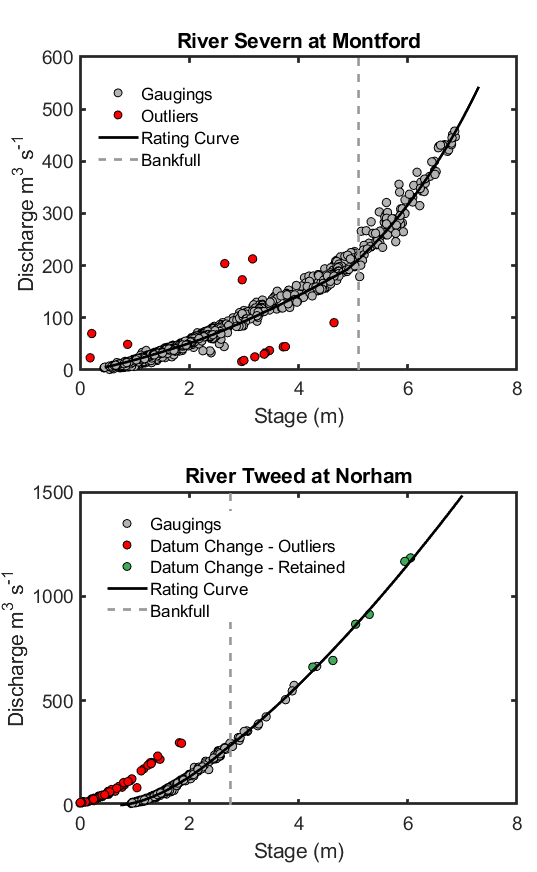 River Severn at Montford
600
500
400
300
200
100
0
Discharge m³ s⁻¹
Gaugings
Outliers
Rating Curve
Bankfull
0 2 4 6 8
Stage (m)
River Tweed at Norham
1500
1000
500
0
Discharge m³ s⁻¹
Gaugings
Datum Change - Outliers
Datum Change - Retained
Rating Curve
Bankfull
0 2 4 6 8
Stage (m)